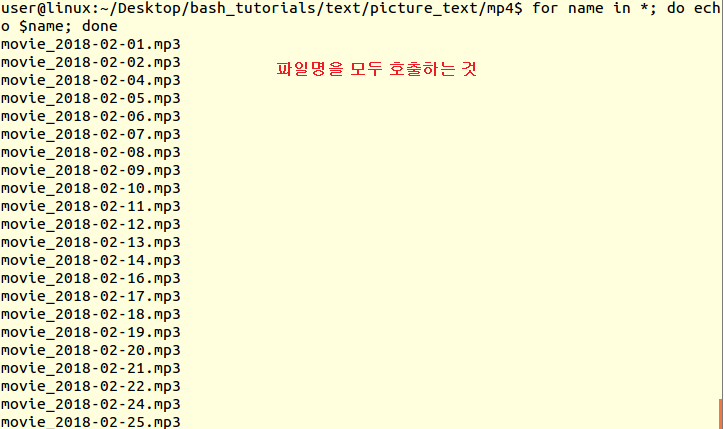 user@linux:~/Desktop/bash_tutorials/text/picture_text/mp4$ for name in *; do ech
o $name; done
movie_2018-02-01.mp3
movie_2018-02-02.mp3
파일명을 모두 호출하는 것
movie_2018-02-04.mp3
movie_2018-02-05.mp3
movie_2018-02-06.mp3
movie_2018-02-07.mp3
movie_2018-02-08.mp3
movie_2018-02-09.mp3
movie_2018-02-10.mp3
movie_2018-02-11.mp3
movie_2018-02-12.mp3
movie_2018-02-13.mp3
movie_2018-02-14.mp3
movie_2018-02-16.mp3
movie_2018-02-17.mp3
movie_2018-02-18.mp3
movie_2018-02-19.mp3
movie_2018-02-20.mp3
movie_2018-02-21.mp3
movie_2018-02-22.mp3
movie_2018-02-24.mp3
movie_2018-02-25.mp3